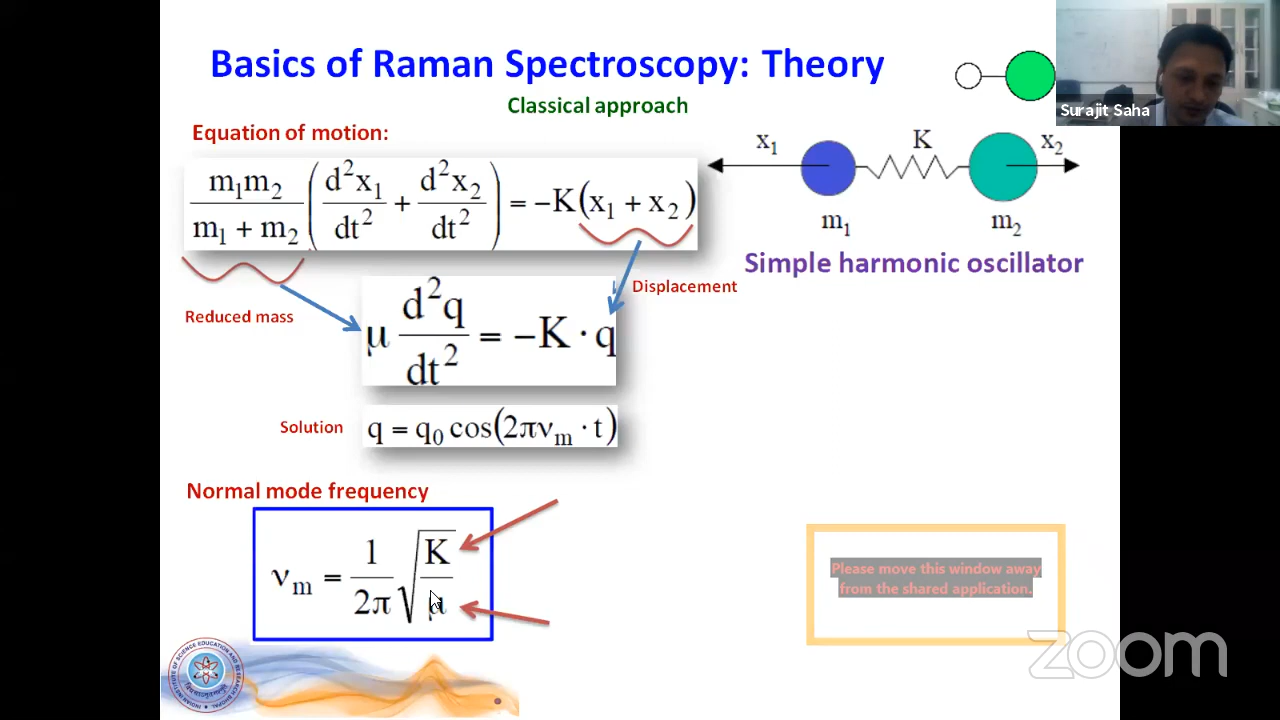 Basics of Raman Spectroscopy: Theory
Classical approach
Surajit Saha
Equation of motion:
m₁m₂/(m₁ + m₂) (d²x₁/dt² + d²x₂/dt²) = −K(x₁ + x₂)
x₁ K x₂
m₁ m₂
Simple harmonic oscillator
Reduced mass
Displacement
μ d²q/dt² = −K · q
Solution
q = q₀ cos(2πν_m · t)
Normal mode frequency
ν_m = 1/2π √(K/μ)
Please move this window away
from the shared application.
zoom